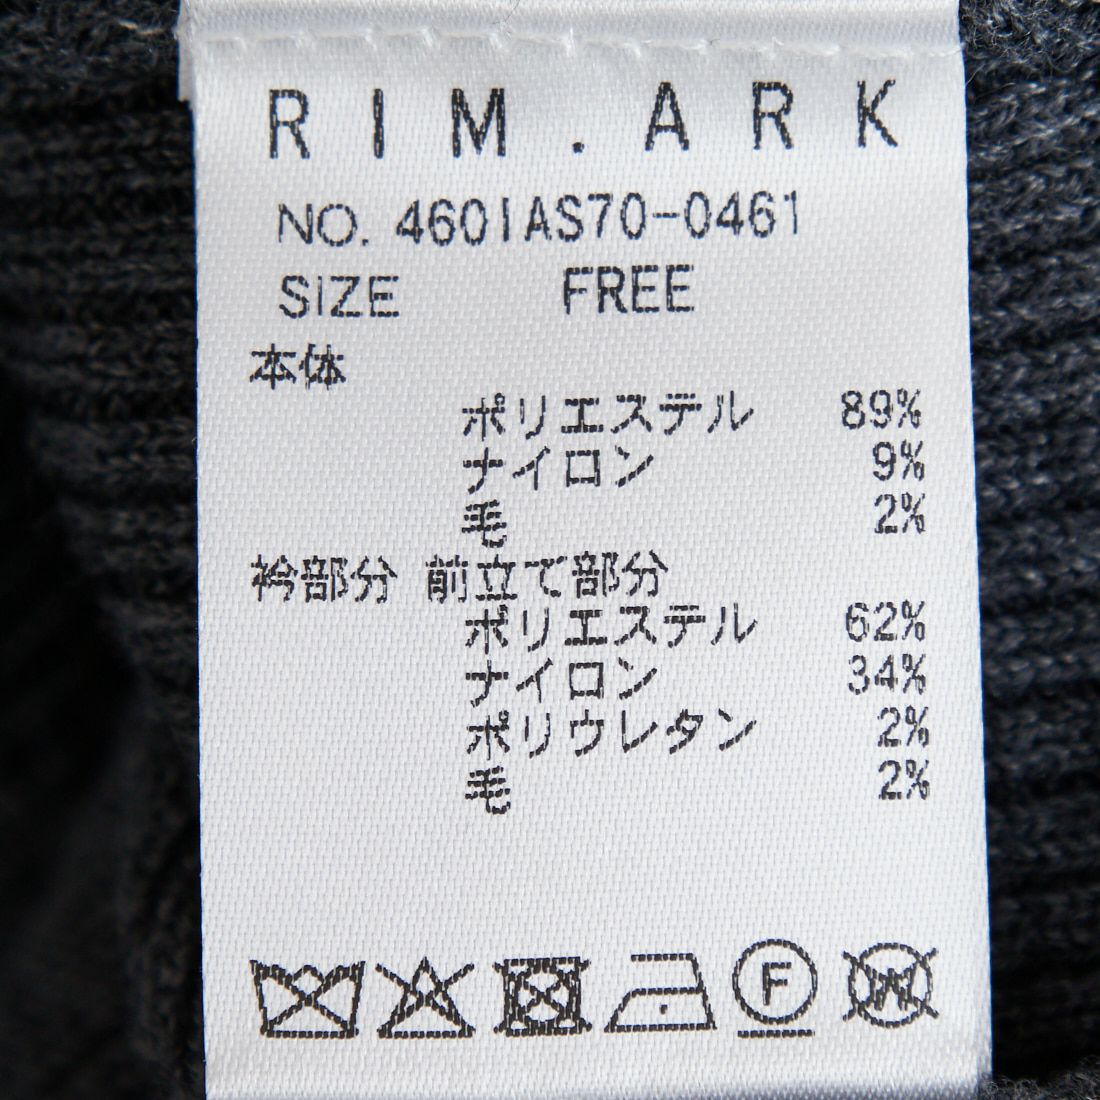 RIM.ARK
NO. 460IAS70-0461
SIZE FREE
本体
ポリエステル 89%
ナイロン 9%
毛 2%
衿部分 前立て部分
ポリエステル 62%
ナイロン 34%
ポリウレタン 2%
毛 2%
F W